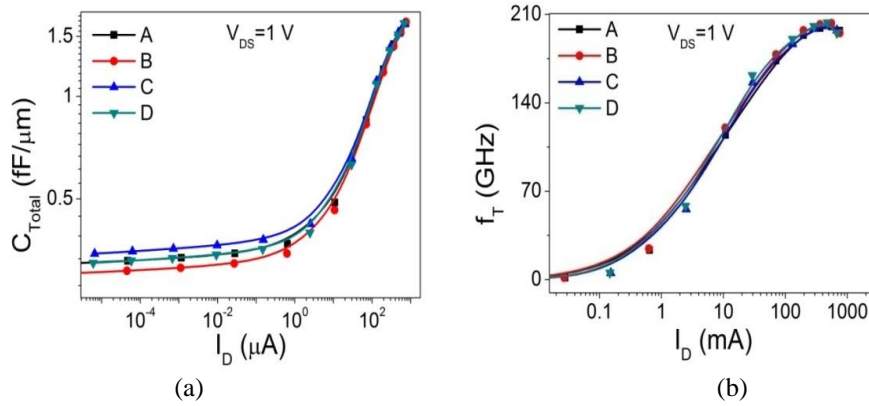 1.5
1
0.5
C_Total (fF/μm)
A
B
C
D
V_DS=1 V
10^-4
10^-2
10^0
10^2
I_D (μA)
(a)
210
140
70
0
f_T (GHz)
A
B
C
D
V_DS=1 V
0.1
1
10
100
1000
I_D (mA)
(b)